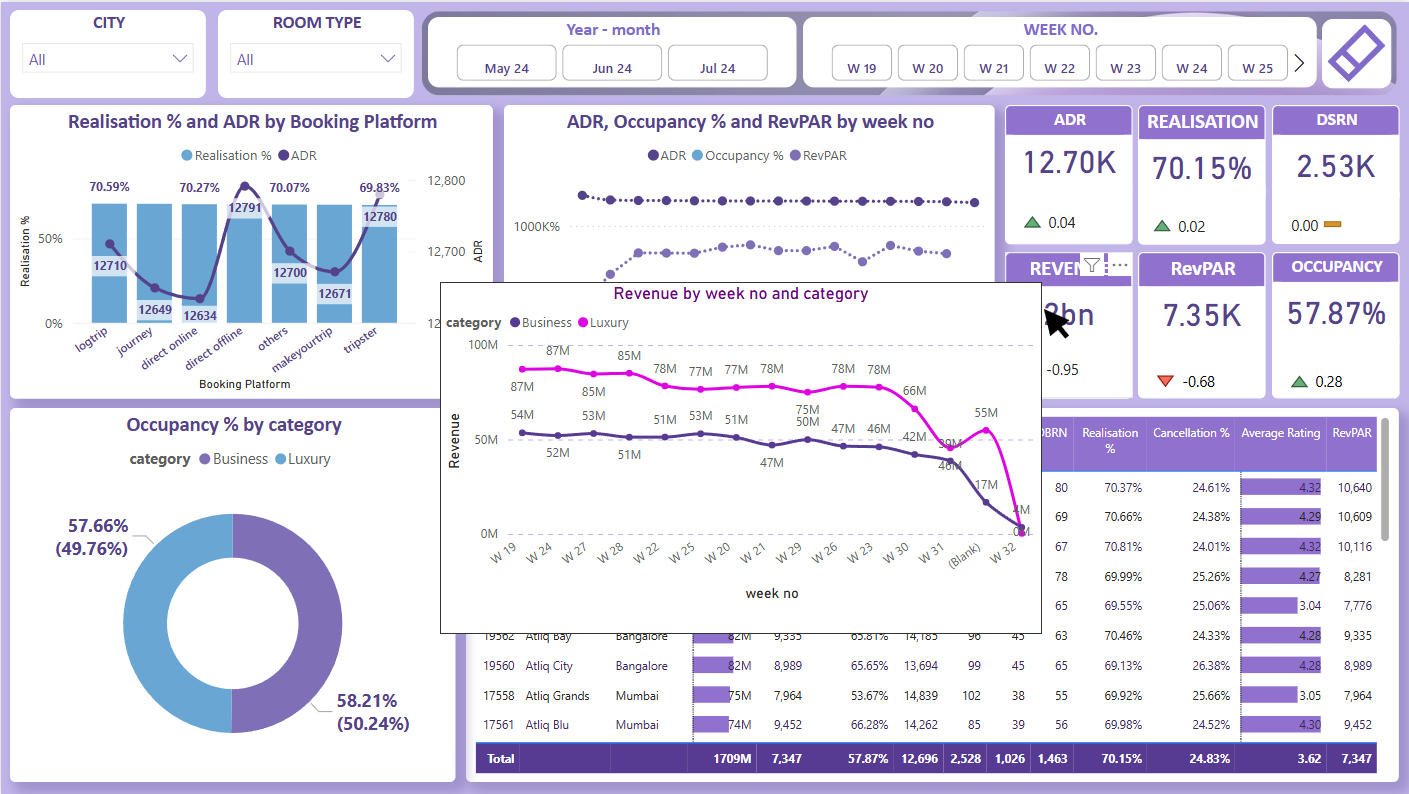 CITY
All
ROOM TYPE
All
Year - month
May 24 Jun 24 Jul 24
WEEK NO.
W 19 W 20 W 21 W 22 W 23 W 24 W 25
Realisation % and ADR by Booking Platform
Realisation % ADR
70.59% 70.27% 70.07% 69.83%
12,800
12791 12780
50%
12,700
12710 12700
12649 12634 12671
0%
12
Realisation %
ADR
logtrip journey direct online direct offline others makeyourtrip tripster
Booking Platform
ADR, Occupancy % and RevPAR by week no
ADR Occupancy % RevPAR
1000K%
ADR
12.70K
0.04
REALISATION
70.15%
0.02
DSRN
2.53K
0.00
-0.95
RevPAR
7.35K
-0.68
OCCUPANCY
57.87%
0.28
Revenue by week no and category
category Business Luxury
100M
87M 87M 85M 85M 78M 77M 77M 78M 75M 78M 78M 66M 39M 55M 4M
50M
54M 52M 53M 51M 51M 53M 51M 47M 50M 47M 46M 42M 46M 17M
0M
Revenue
W 19 W 24 W 27 W 28 W 22 W 25 W 20 W 21 W 29 W 26 W 23 W 30 W 31 (Blank) W 32
week no
Occupancy % by category
category Business Luxury
57.66%
(49.76%)
58.21%
(50.24%)
Realisation % Cancellation % Average Rating RevPAR
80 70.37% 24.61% 4.32 10,640
69 70.66% 24.38% 4.29 10,609
67 70.81% 24.01% 4.32 10,116
78 69.99% 25.26% 4.27 8,281
65 69.55% 25.06% 3.04 7,776
19562 Atliq Bay Bangalore 82M 9,335 65.81% 14,185 96 45 63 70.46% 24.33% 4.28 9,335
19560 Atliq City Bangalore 82M 8,989 65.65% 13,694 99 45 65 69.13% 26.38% 4.28 8,989
17558 Atliq Grands Mumbai 75M 7,964 53.67% 14,839 102 38 55 69.92% 25.66% 3.05 7,964
17561 Atliq Blu Mumbai 74M 9,452 66.28% 14,262 85 39 56 69.98% 24.52% 4.30 9,452
Total 1709M 7,347 57.87% 12,696 2,528 1,026 1,463 70.15% 24.83% 3.62 7,347